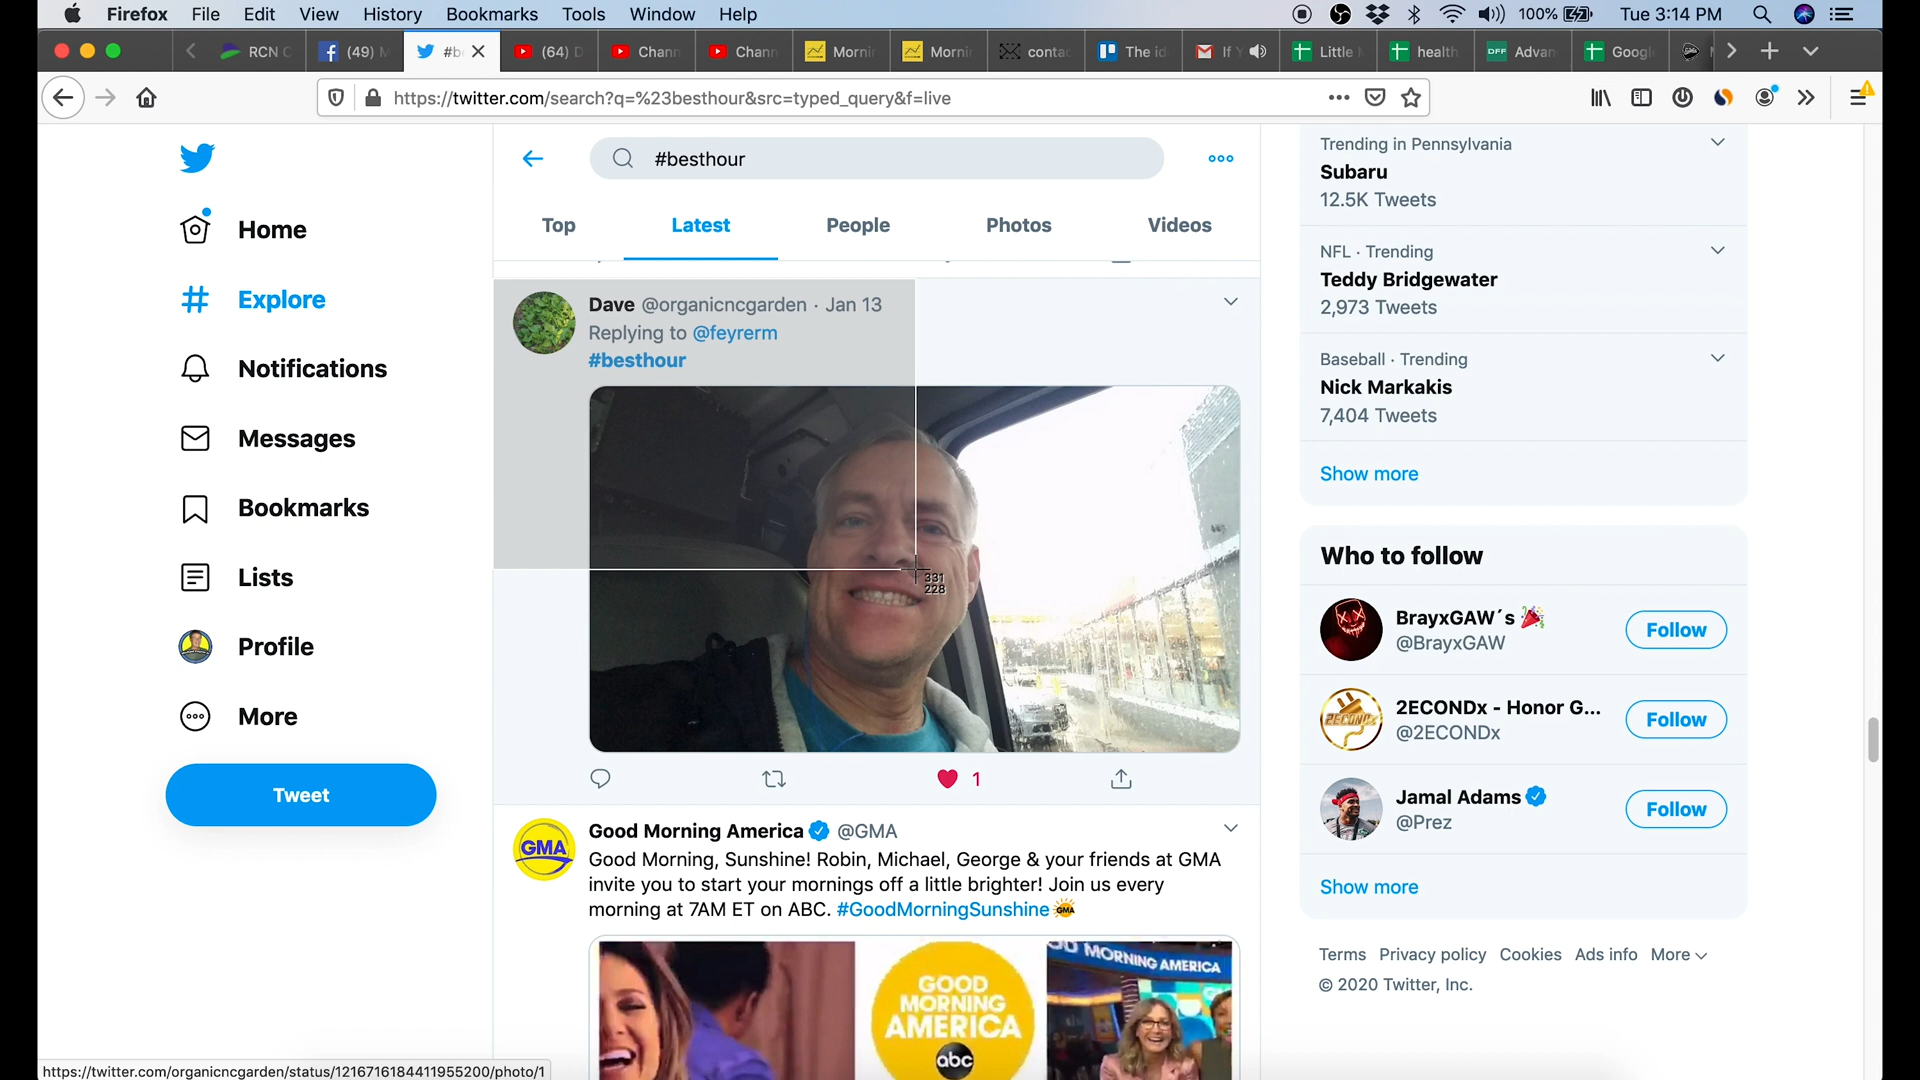 Firefox File Edit View History Bookmarks Tools Window Help 100% Tue 3:14 PM
RCN C (49) M #b (64) D Chann Chann Mornin Mornin conta The id If Y Little M health DFF Advan Googl
https://twitter.com/search?q=%23besthour&src=typed_query&f=live
#besthour
Top Latest People Photos Videos
Home
Explore
Notifications
Messages
Bookmarks
Lists
Profile
More
Tweet
Dave @organicncgarden · Jan 13
Replying to @feyrerm
#besthour
331
228
1
GMA
Good Morning America @GMA
Good Morning, Sunshine! Robin, Michael, George & your friends at GMA
invite you to start your mornings off a little brighter! Join us every
morning at 7AM ET on ABC. #GoodMorningSunshine GMA
GOOD
MORNING
AMERICA
abc
MORNING AMERICA
Trending in Pennsylvania
Subaru
12.5K Tweets
NFL · Trending
Teddy Bridgewater
2,973 Tweets
Baseball · Trending
Nick Markakis
7,404 Tweets
Show more
Who to follow
BrayxGAW´s
@BrayxGAW
Follow
2ECONDx
2ECONDx - Honor G...
@2ECONDx
Follow
Jamal Adams
@Prez
Follow
Show more
Terms Privacy policy Cookies Ads info More
© 2020 Twitter, Inc.
https://twitter.com/organicncgarden/status/1216716184411955200/photo/1